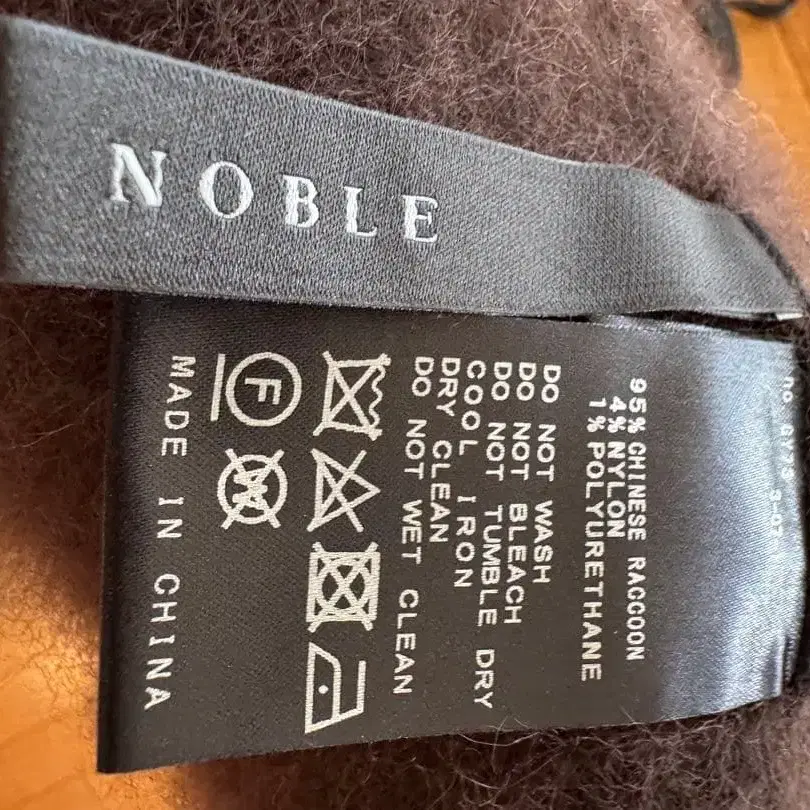 NOBLE
95% CHINESE RACCOON
4% NYLON
1% POLYURETHANE
DO NOT WASH
DO NOT BLEACH
DO NOT TUMBLE DRY
COOL IRON
DRY CLEAN
DO NOT WET CLEAN
F
W
MADE IN CHINA